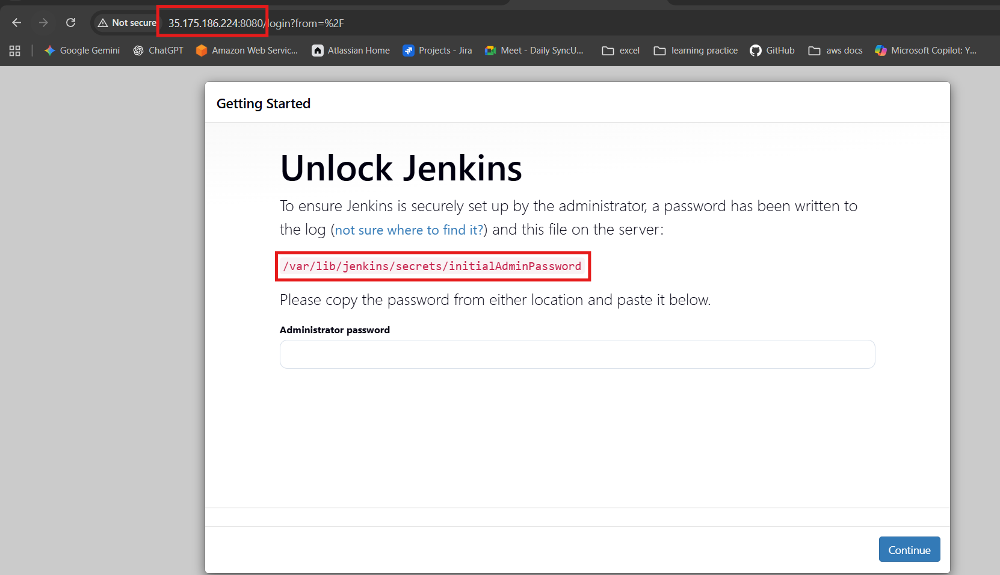 Not secure 35.175.186.224:8080/login?from=%2F
Google Gemini ChatGPT Amazon Web Servic... Atlassian Home Projects - Jira Meet - Daily SyncU... excel learning practice GitHub aws docs Microsoft Copilot: Y...
Getting Started
Unlock Jenkins
To ensure Jenkins is securely set up by the administrator, a password has been written to
the log (not sure where to find it?) and this file on the server:
/var/lib/jenkins/secrets/initialAdminPassword
Please copy the password from either location and paste it below.
Administrator password
Continue